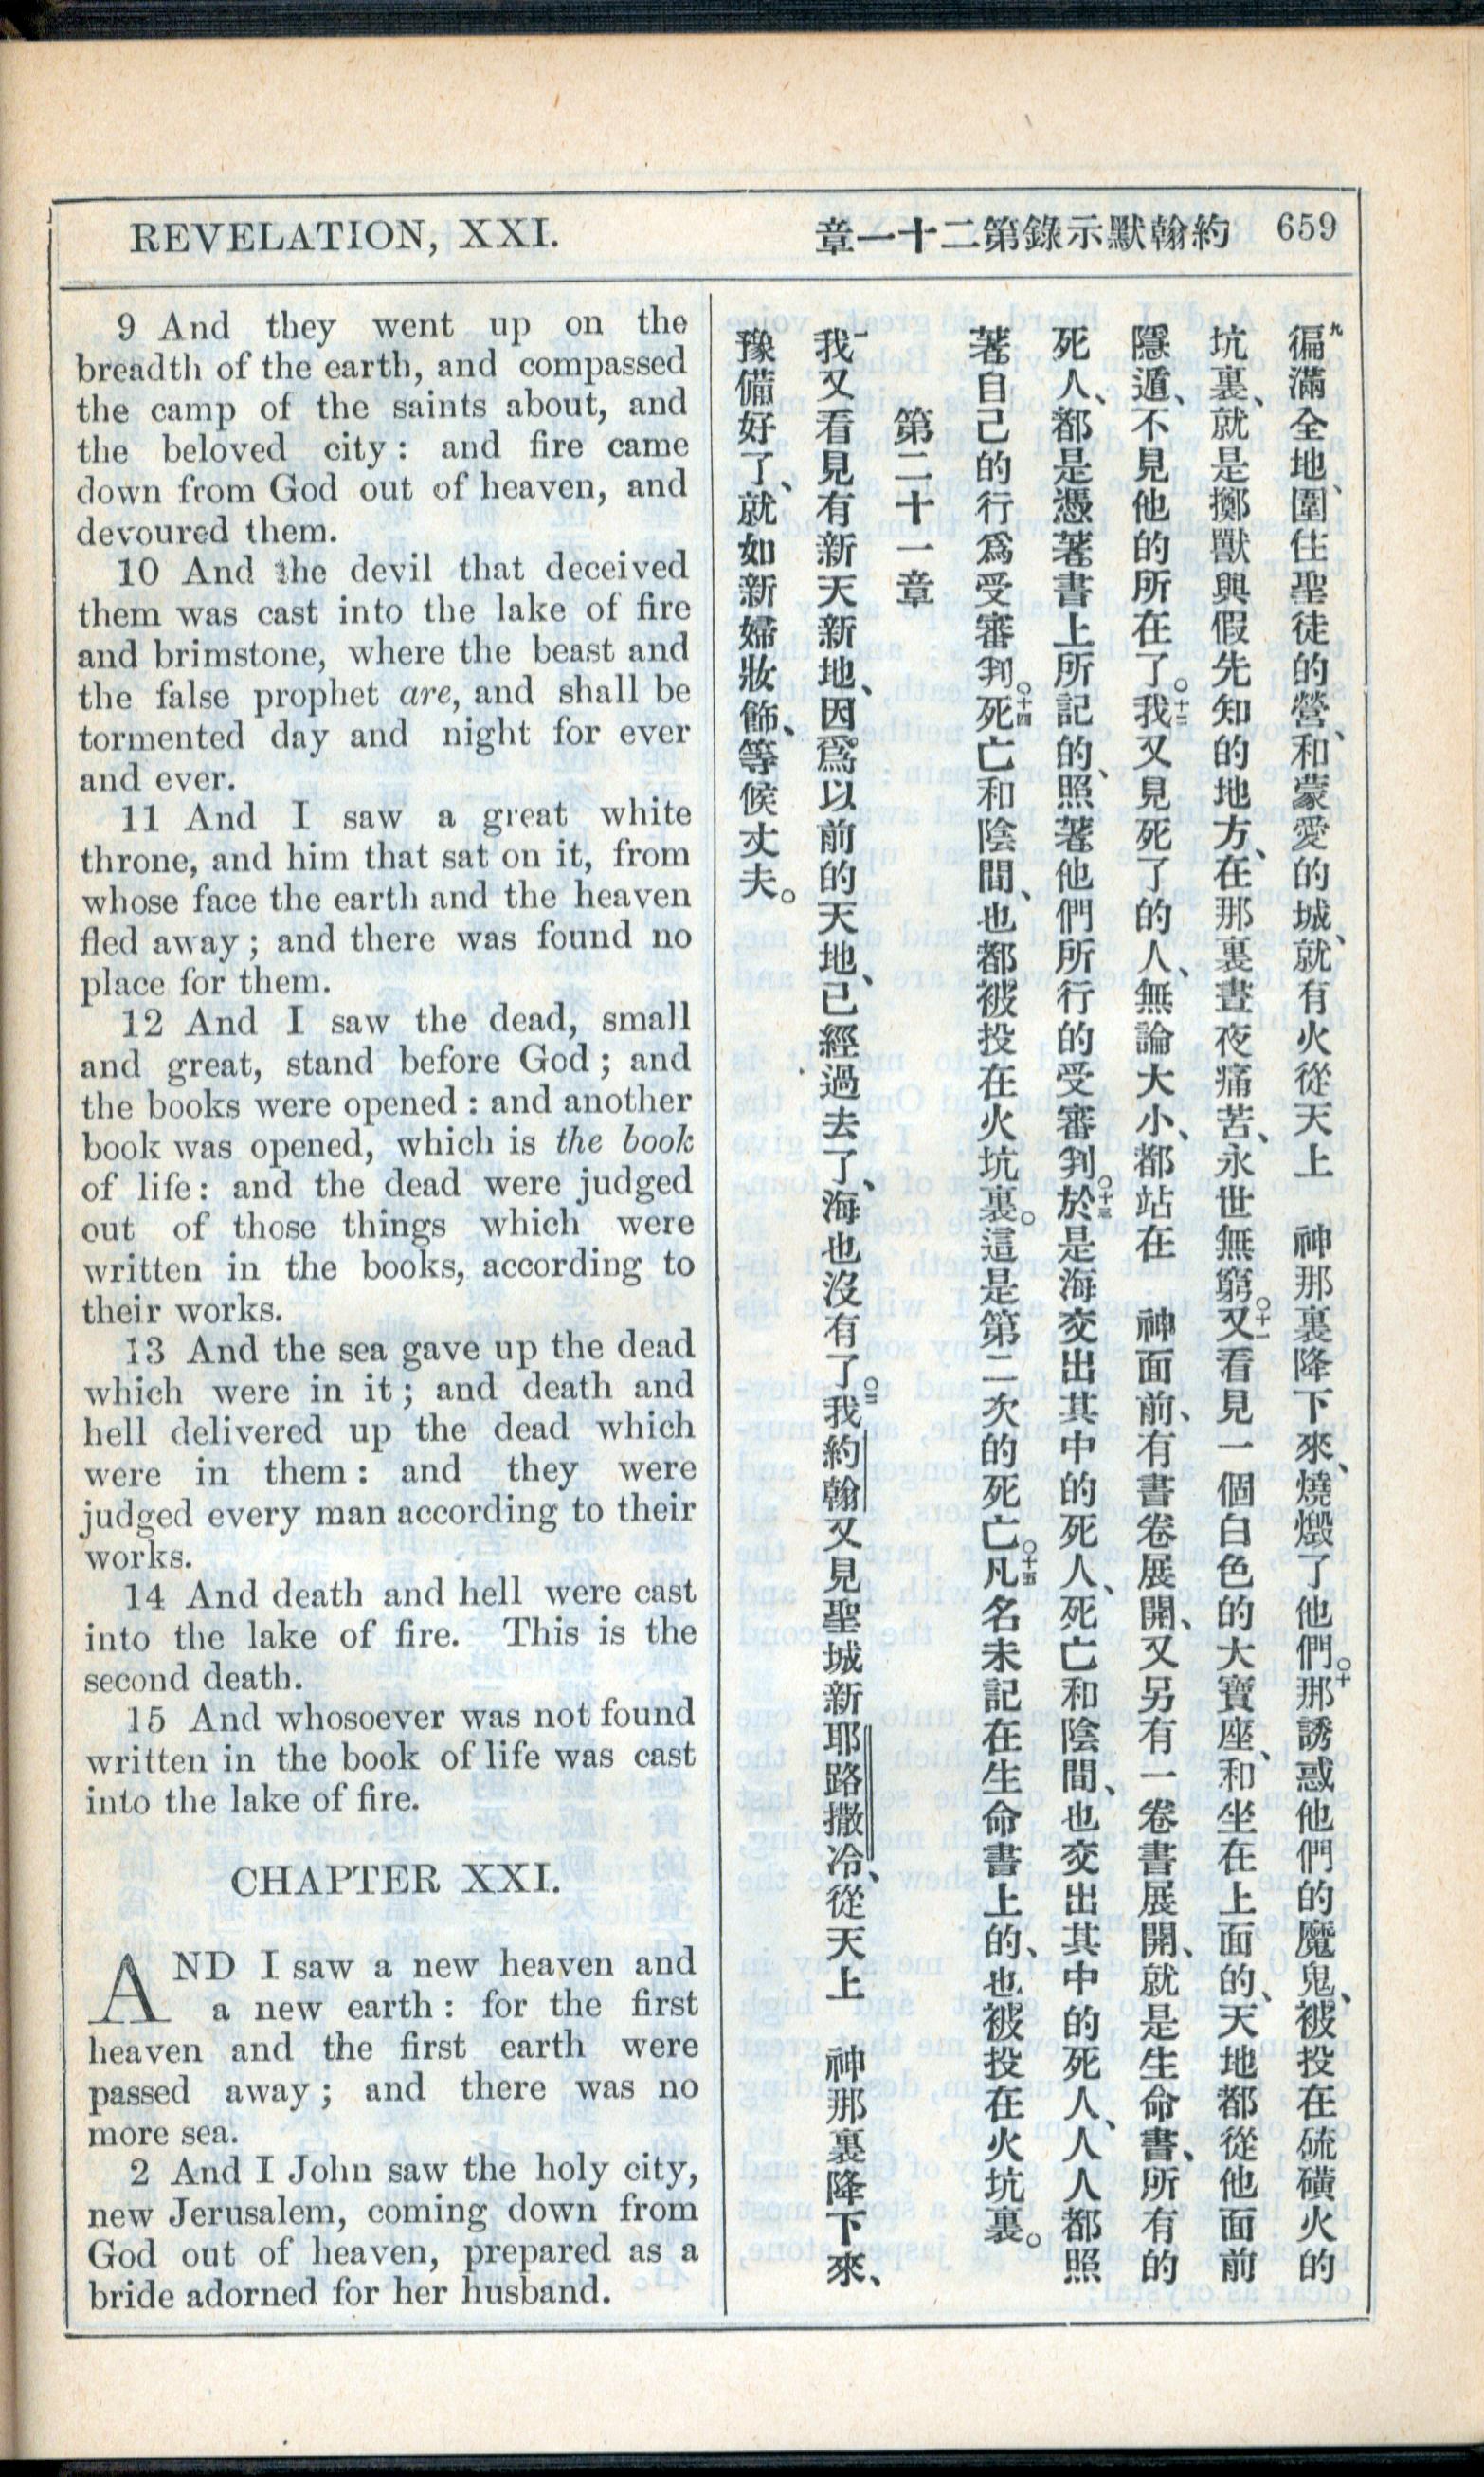 REVELATION, XXI.
章一十二第錄示默翰約 659
9 And they went up on the
breadth of the earth, and compassed
the camp of the saints about, and
the beloved city : and fire came
down from God out of heaven, and
devoured them.
10 And the devil that deceived
them was cast into the lake of fire
and brimstone, where the beast and
the false prophet are, and shall be
tormented day and night for ever
and ever.
11 And I saw a great white
throne, and him that sat on it, from
whose face the earth and the heaven
fled away ; and there was found no
place for them.
12 And I saw the dead, small
and great, stand before God ; and
the books were opened : and another
book was opened, which is the book
of life : and the dead were judged
out of those things which were
written in the books, according to
their works.
13 And the sea gave up the dead
which were in it ; and death and
hell delivered up the dead which
were in them : and they were
judged every man according to their
works.
14 And death and hell were cast
into the lake of fire. This is the
second death.
15 And whosoever was not found
written in the book of life was cast
into the lake of fire.
CHAPTER XXI.
AND I saw a new heaven and
a new earth : for the first
heaven and the first earth were
passed away ; and there was no
more sea.
2 And I John saw the holy city,
new Jerusalem, coming down from
God out of heaven, prepared as a
bride adorned for her husband.
九徧滿全地、圍住聖徒的營、和蒙愛的城、就有火從天上 神那裏降下來、燒燬了他們。十那誘惑他們的魔鬼、被投在硫磺火的
坑裏、就是擲獸與假先知的地方、在那裏晝夜痛苦、永世無窮。十一又看見一個白色的大寶座、和坐在上面的、天地都從他面前
隱遁、不見他的所在了。十二我又見死了的人、無論大小、都站在 神面前、有書卷展開、又另有一卷書展開、就是生命書、所有的
死人、都是憑著書上所記的、照著他們所行的受審判。十三於是海交出其中的死人、死亡和陰間、也交出其中的死人、人人都照
著自己的行爲受審判。十四死亡和陰間、也都被投在火坑裏。這是第二次的死亡。十五凡名未記在生命書上的、也被投在火坑裏。
第二十一章
一我又看見有新天新地、因爲以前的天地、已經過去了、海也沒有了。二我約翰又見聖城新耶路撒冷、從天上 神那裏降下來、
豫備好了、就如新婦妝飾、等候丈夫。